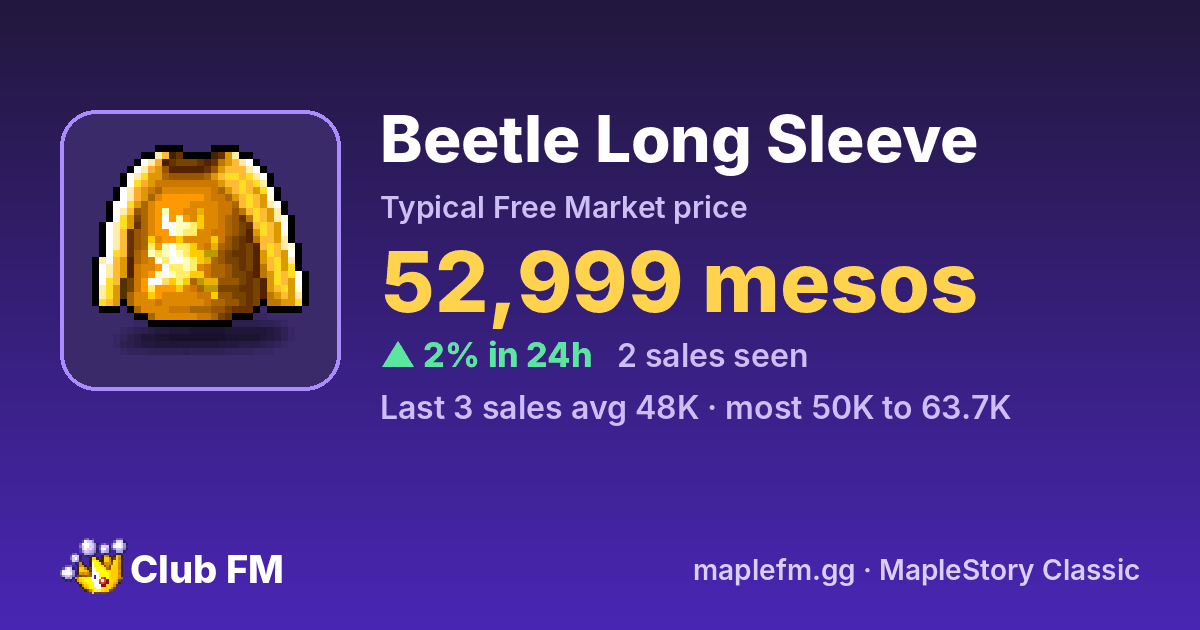 Beetle Long Sleeve
Typical Free Market price
52,999 mesos
▲ 2% in 24h 2 sales seen
Last 3 sales avg 48K · most 50K to 63.7K
Club FM
maplefm.gg · MapleStory Classic